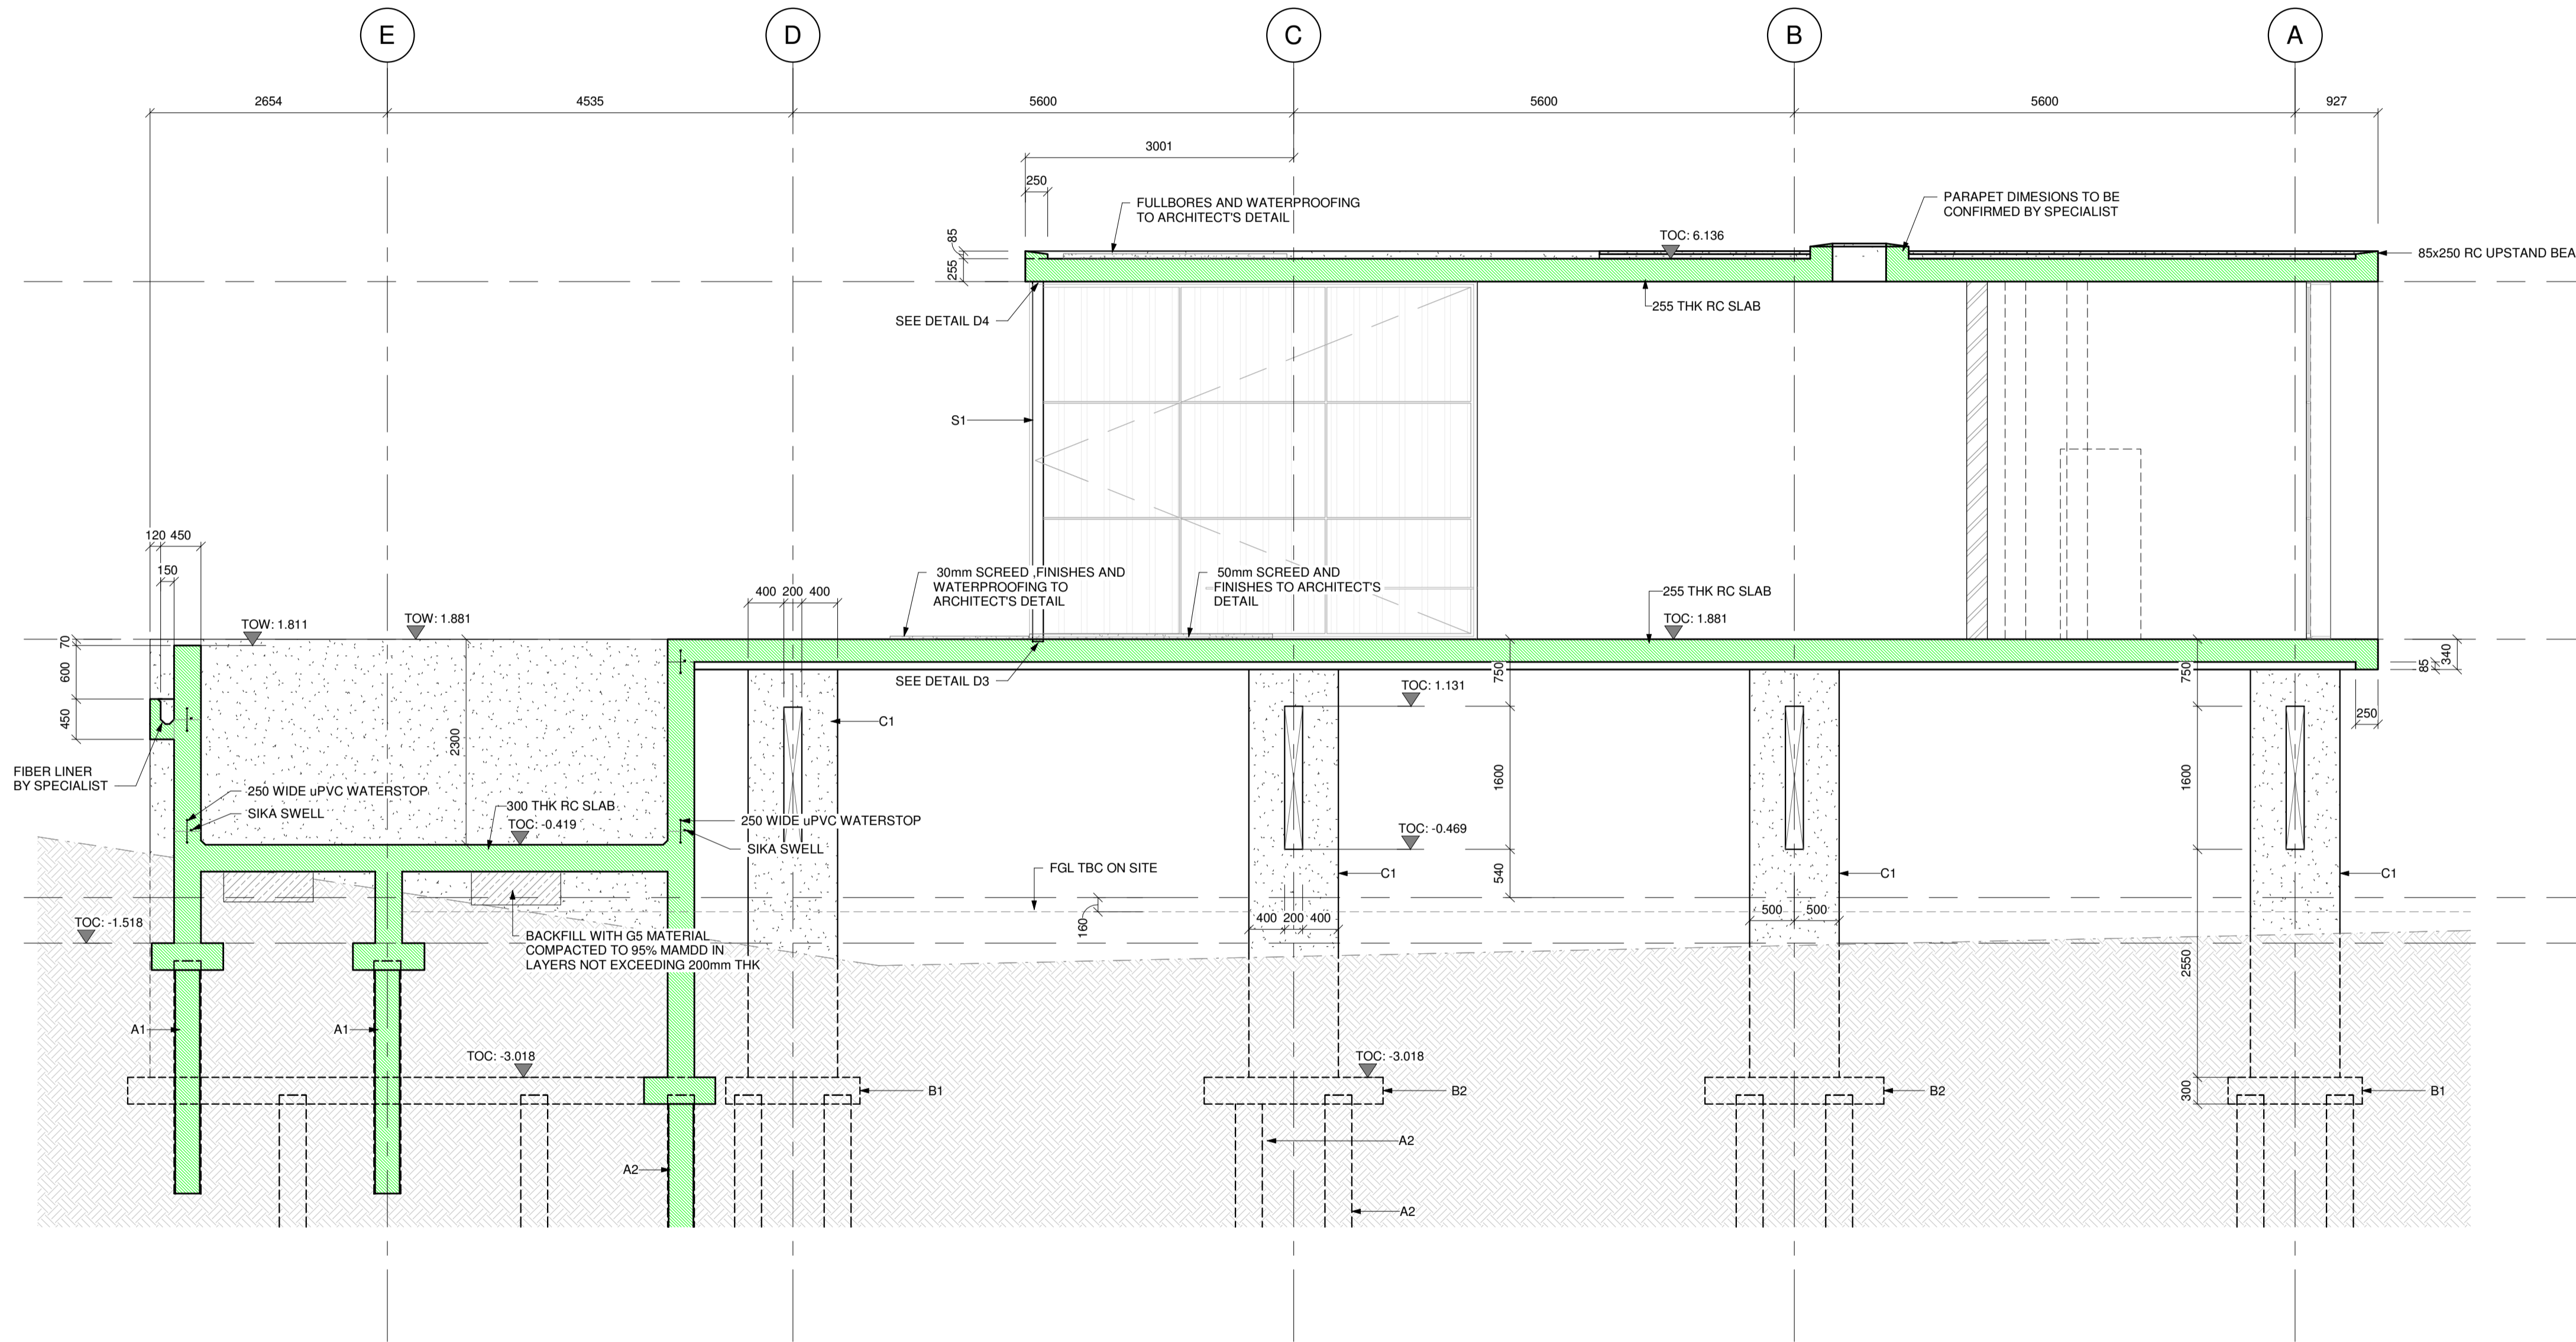 E
D
C
B
A
2654
4535
5600
5600
5600
927
3001
250
FULLBORES AND WATERPROOFING
TO ARCHITECT'S DETAIL
PARAPET DIMESIONS TO BE
CONFIRMED BY SPECIALIST
85
255
TOC: 6.136
85x250 RC UPSTAND BEA
SEE DETAIL D4
255 THK RC SLAB
S1
120
450
150
30mm SCREED ,FINISHES AND
WATERPROOFING TO
ARCHITECT'S DETAIL
50mm SCREED AND
FINISHES TO ARCHITECT'S
DETAIL
400
200
400
255 THK RC SLAB
TOC: 1.881
TOW: 1.811
TOW: 1.881
70
600
450
340
85
250
SEE DETAIL D3
750
750
TOC: 1.131
C1
2300
1600
1600
FIBER LINER
BY SPECIALIST
250 WIDE uPVC WATERSTOP
SIKA SWELL
300 THK RC SLAB
TOC: -0.419
250 WIDE uPVC WATERSTOP
SIKA SWELL
TOC: -0.469
FGL TBC ON SITE
540
C1
C1
C1
160
400
200
400
500
500
TOC: -1.518
BACKFILL WITH G5 MATERIAL
COMPACTED TO 95% MAMDD IN
LAYERS NOT EXCEEDING 200mm THK
2550
A1
A1
TOC: -3.018
TOC: -3.018
B1
B2
B2
300
B1
A2
A2
A2